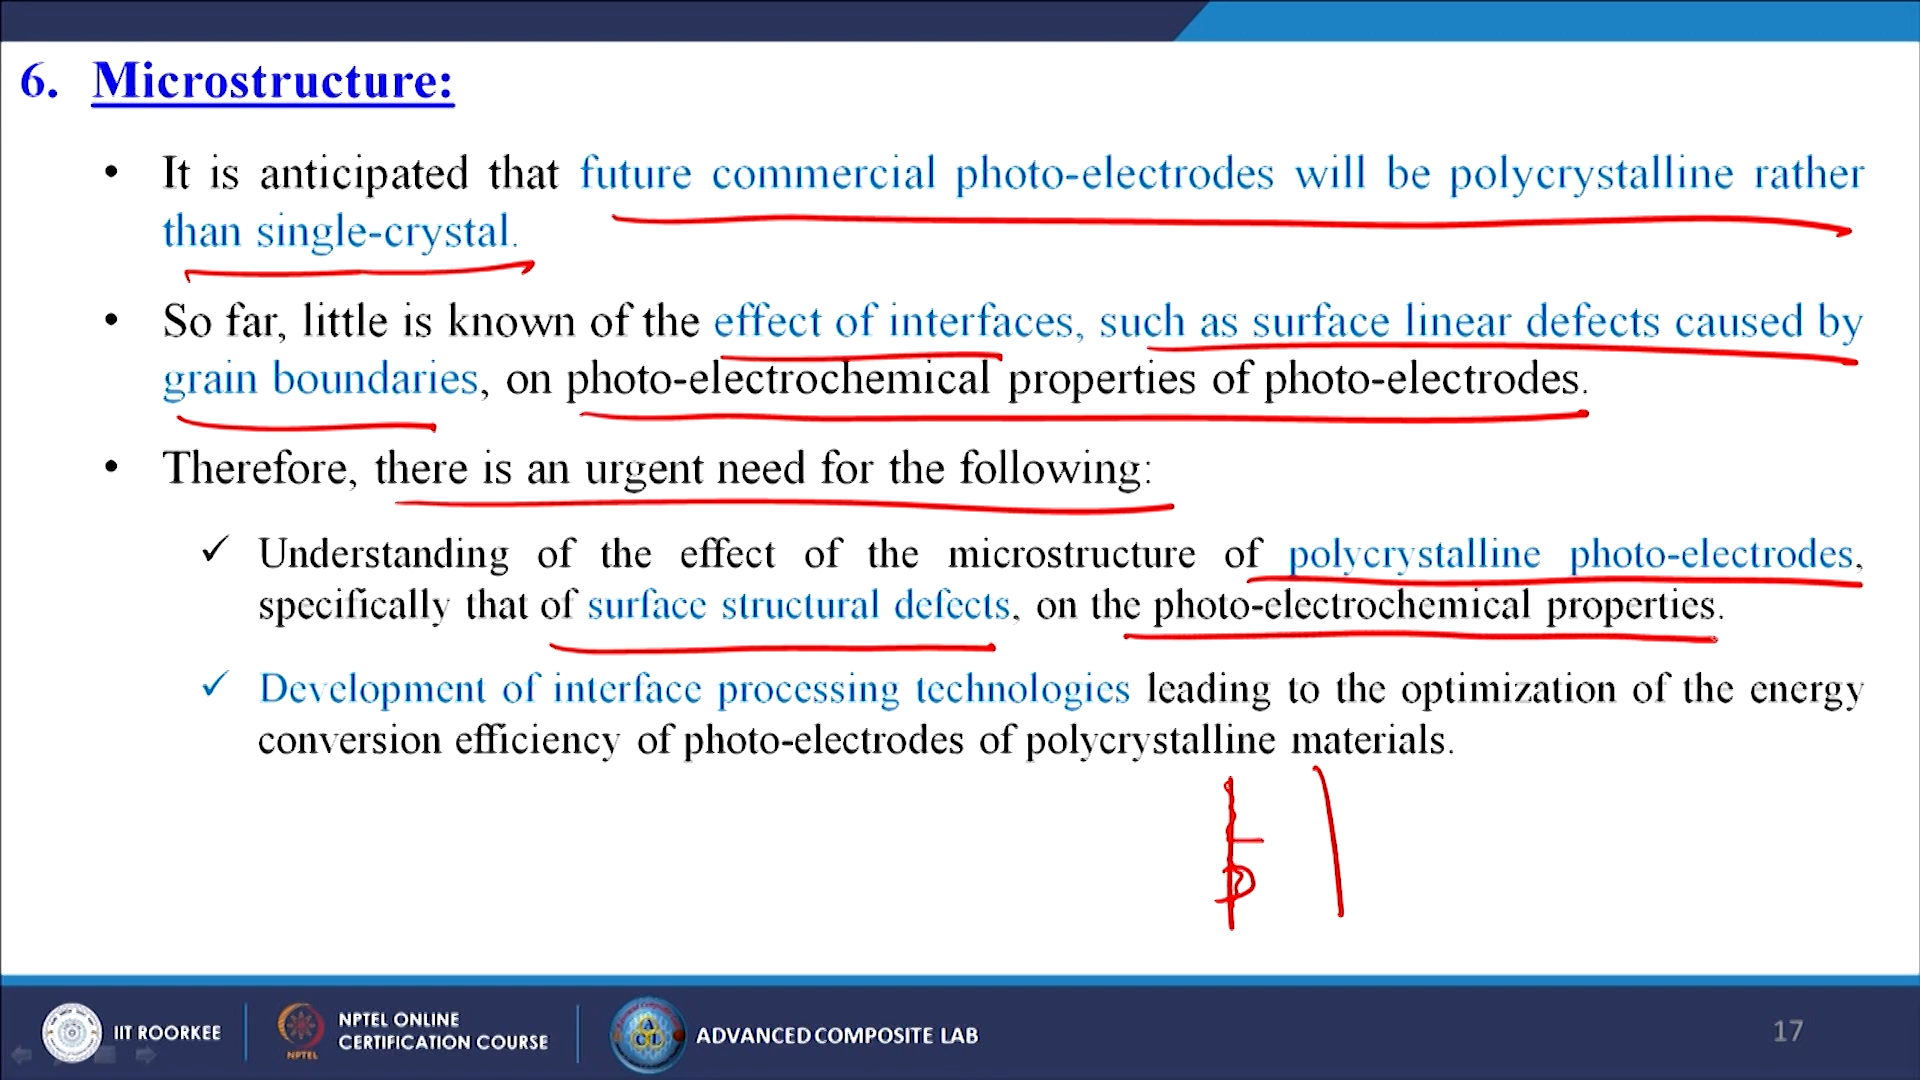 6. Microstructure:
• It is anticipated that future commercial photo-electrodes will be polycrystalline rather
than single-crystal.
• So far, little is known of the effect of interfaces, such as surface linear defects caused by
grain boundaries, on photo-electrochemical properties of photo-electrodes.
• Therefore, there is an urgent need for the following:
✓ Understanding of the effect of the microstructure of polycrystalline photo-electrodes,
specifically that of surface structural defects, on the photo-electrochemical properties.
✓ Development of interface processing technologies leading to the optimization of the energy
conversion efficiency of photo-electrodes of polycrystalline materials.
IIT ROORKEE
NPTEL
NPTEL ONLINE
CERTIFICATION COURSE
ADVANCED COMPOSITE LAB
17